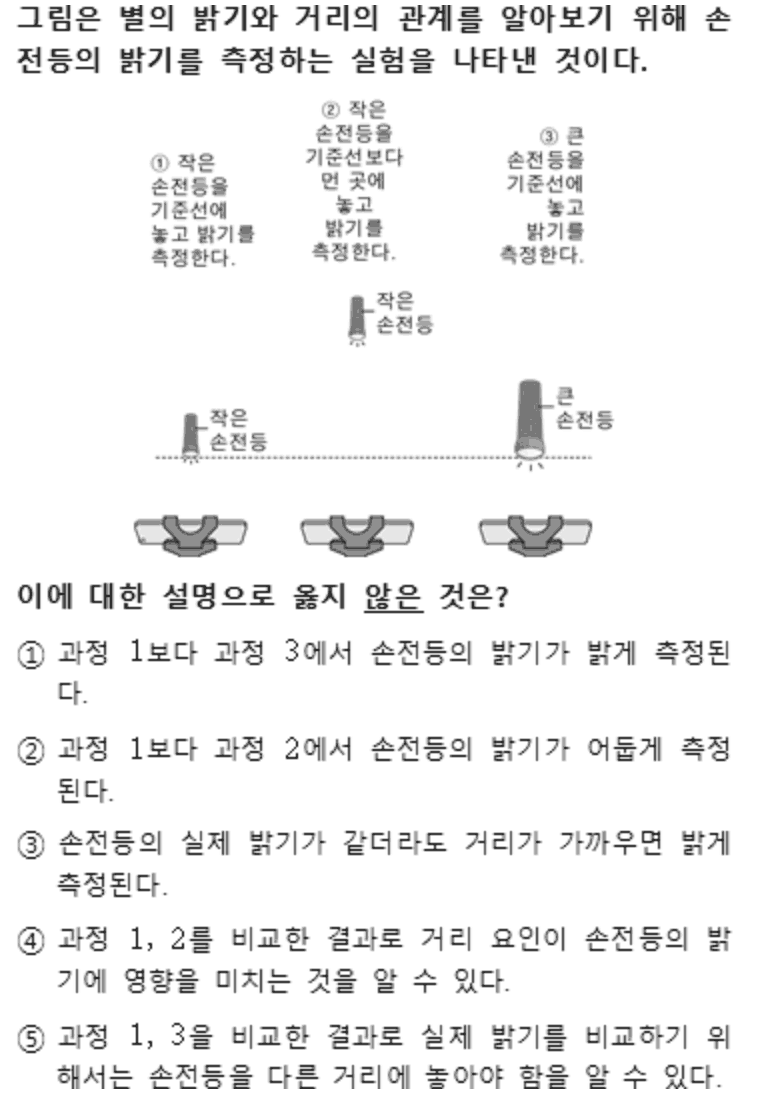 그림은 별의 밝기와 거리의 관계를 알아보기 위해 손
전등의 밝기를 측정하는 실험을 나타낸 것이다.
① 작은
손전등을
기준선에
놓고 밝기를
측정한다.
② 작은
손전등을
기준선보다
먼 곳에
놓고
밝기를
측정한다.
③ 큰
손전등을
기준선에
놓고
밝기를
측정한다.
작은
손전등
작은
손전등
큰
손전등
이에 대한 설명으로 옳지 않은 것은?
① 과정 1보다 과정 3에서 손전등의 밝기가 밝게 측정된
다.
② 과정 1보다 과정 2에서 손전등의 밝기가 어둡게 측정
된다.
③ 손전등의 실제 밝기가 같더라도 거리가 가까우면 밝게
측정된다.
④ 과정 1, 2를 비교한 결과로 거리 요인이 손전등의 밝
기에 영향을 미치는 것을 알 수 있다.
⑤ 과정 1, 3을 비교한 결과로 실제 밝기를 비교하기 위
해서는 손전등을 다른 거리에 놓아야 함을 알 수 있다.